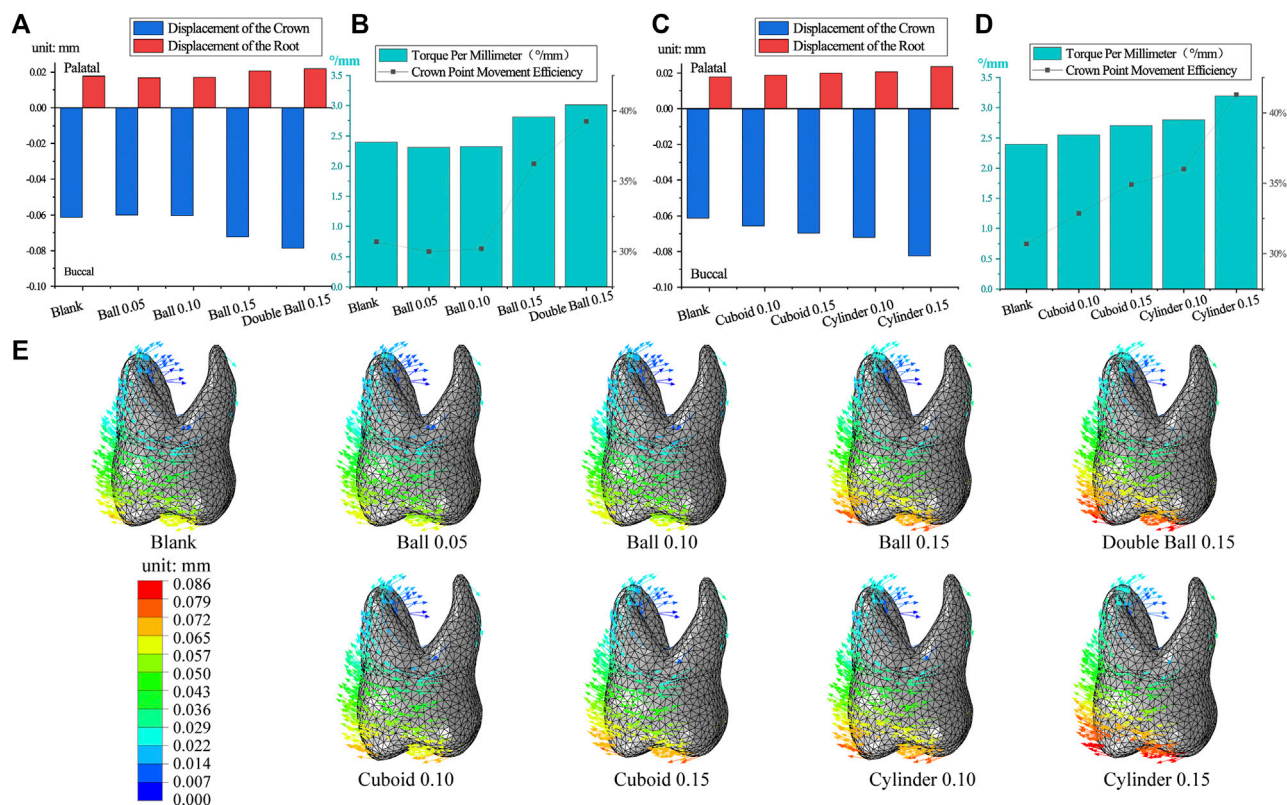 A
Displacement of the Crown
Displacement of the Root
unit: mm
Palatal
0.02
0.00
-0.02
-0.04
-0.06
-0.08
-0.10
Buccal
Blank
Ball 0.05
Ball 0.10
Ball 0.15
Double Ball 0.15
B
Torque Per Millimeter（°/mm）
Crown Point Movement Efficiency
°/mm
3.5
3.0
2.5
2.0
1.5
1.0
0.5
0.0
40%
35%
30%
Blank
Ball 0.05
Ball 0.10
Ball 0.15
Double Ball 0.15
C
Displacement of the Crown
Displacement of the Root
unit: mm
Palatal
0.02
0.00
-0.02
-0.04
-0.06
-0.08
-0.10
Buccal
Blank
Cuboid 0.10
Cuboid 0.15
Cylinder 0.10
Cylinder 0.15
D
Torque Per Millimeter（°/mm）
Crown Point Movement Efficiency
°/mm
3.5
3.0
2.5
2.0
1.5
1.0
0.5
0.0
40%
35%
30%
Blank
Cuboid 0.10
Cuboid 0.15
Cylinder 0.10
Cylinder 0.15
E
Blank
Ball 0.05
Ball 0.10
Ball 0.15
Double Ball 0.15
unit: mm
0.086
0.079
0.072
0.065
0.057
0.050
0.043
0.036
0.029
0.022
0.014
0.007
0.000
Cuboid 0.10
Cuboid 0.15
Cylinder 0.10
Cylinder 0.15